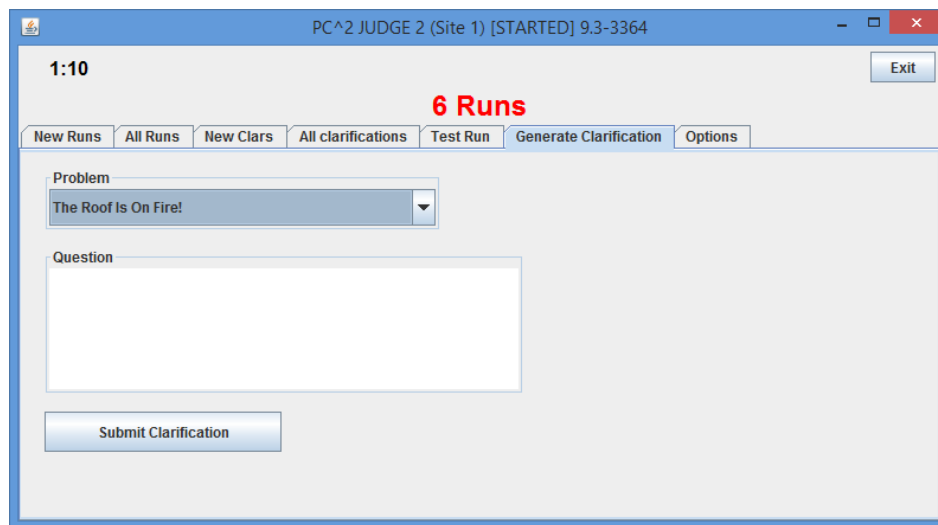 PC^2 JUDGE 2 (Site 1) [STARTED] 9.3-3364
1:10
Exit
6 Runs
New Runs All Runs New Clars All clarifications Test Run Generate Clarification Options
Problem
The Roof Is On Fire!
Question
Submit Clarification